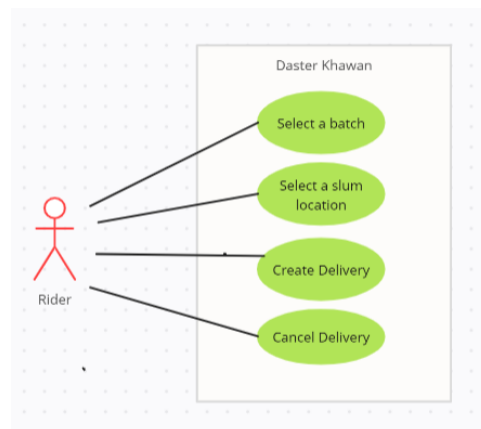 Daster Khawan
Select a batch
Select a slum
location
Create Delivery
Cancel Delivery
Rider